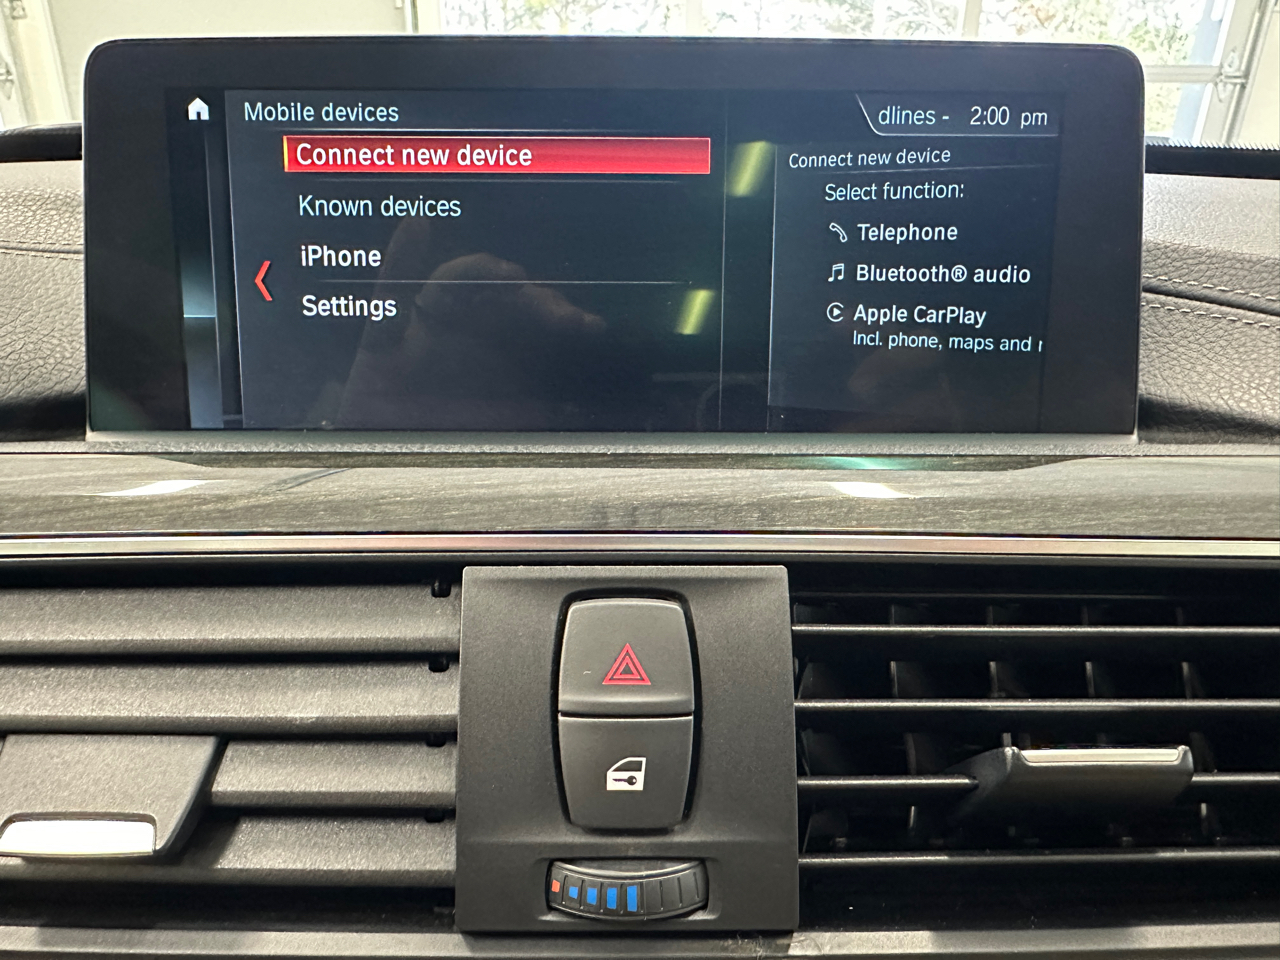 Mobile devices
dlines - 2:00 pm
Connect new device
Known devices
iPhone
Settings
Connect new device
Select function:
Telephone
Bluetooth® audio
Apple CarPlay
Incl. phone, maps and